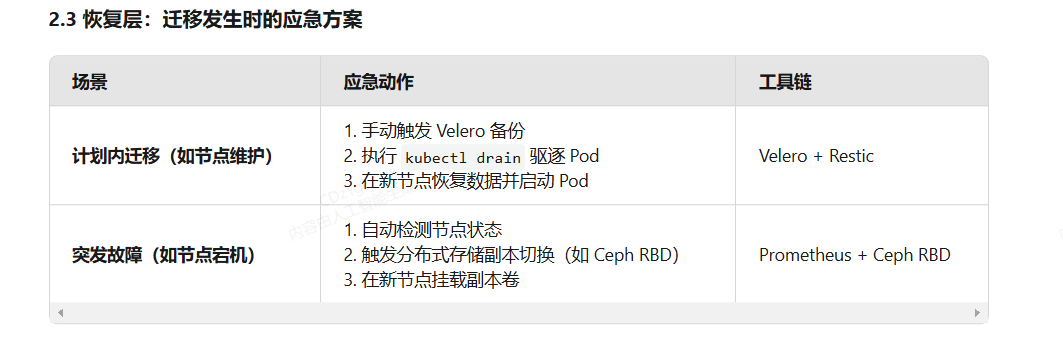 2.3 恢复层：迁移发生时的应急方案
场景 应急动作 工具链
计划内迁移（如节点维护）
1. 手动触发 Velero 备份
2. 执行 kubectl drain 驱逐 Pod
3. 在新节点恢复数据并启动 Pod
Velero + Restic
突发故障（如节点宕机）
1. 自动检测节点状态
2. 触发分布式存储副本切换（如 Ceph RBD）
3. 在新节点挂载副本卷
Prometheus + Ceph RBD